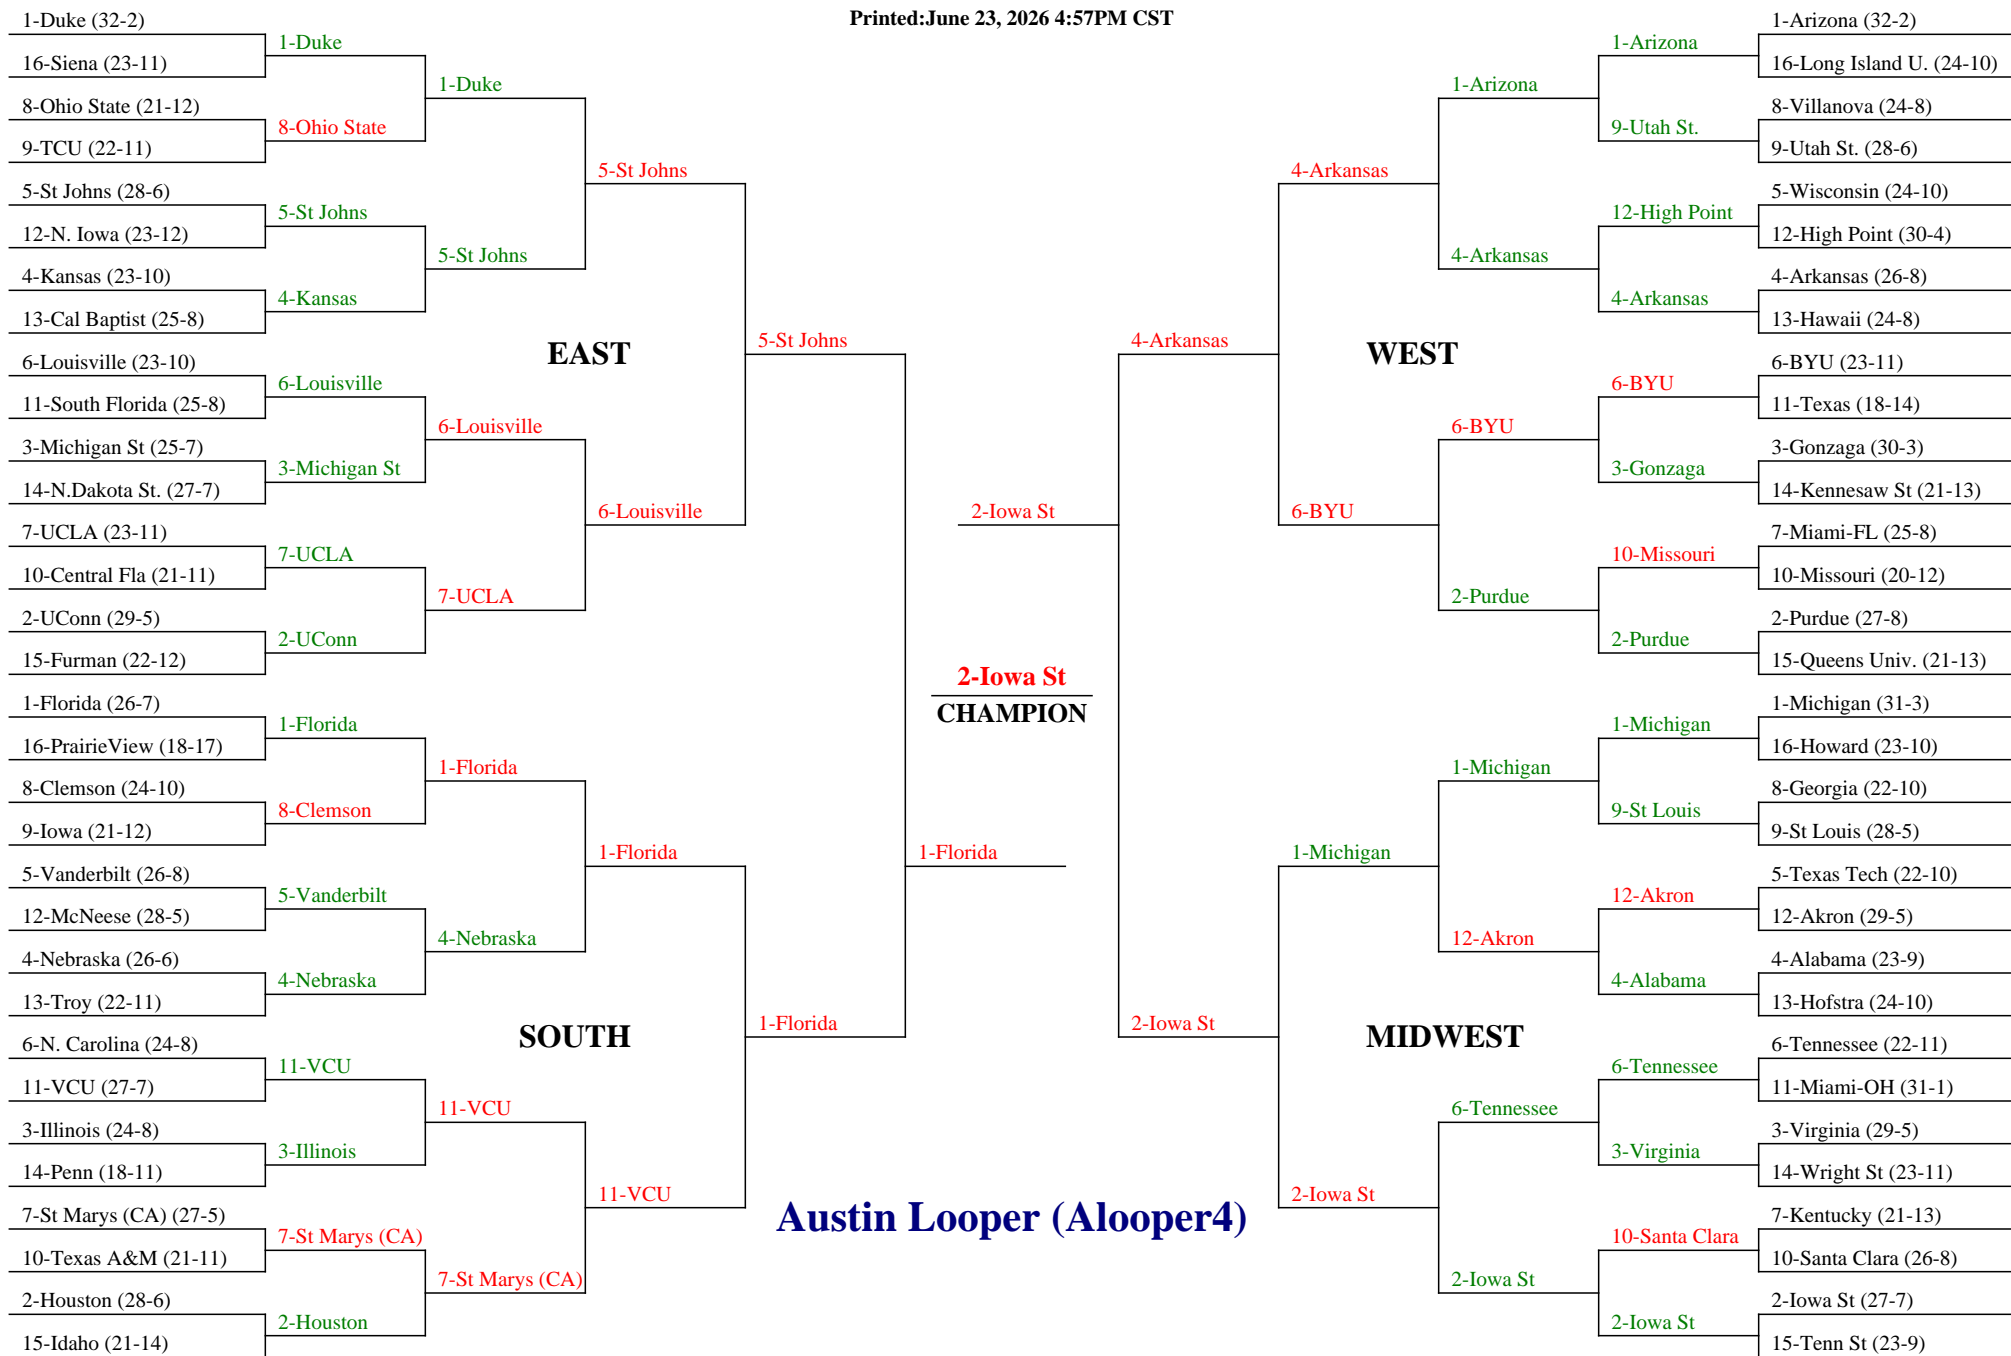 Printed:June 23, 2026 4:57PM CST
1-Duke (32-2)
16-Siena (23-11)
8-Ohio State (21-12)
9-TCU (22-11)
5-St Johns (28-6)
12-N. Iowa (23-12)
4-Kansas (23-10)
13-Cal Baptist (25-8)
6-Louisville (23-10)
11-South Florida (25-8)
3-Michigan St (25-7)
14-N.Dakota St. (27-7)
7-UCLA (23-11)
10-Central Fla (21-11)
2-UConn (29-5)
15-Furman (22-12)
1-Florida (26-7)
16-PrairieView (18-17)
8-Clemson (24-10)
9-Iowa (21-12)
5-Vanderbilt (26-8)
12-McNeese (28-5)
4-Nebraska (26-6)
13-Troy (22-11)
6-N. Carolina (24-8)
11-VCU (27-7)
3-Illinois (24-8)
14-Penn (18-11)
7-St Marys (CA) (27-5)
10-Texas A&M (21-11)
2-Houston (28-6)
15-Idaho (21-14)
1-Duke
8-Ohio State
5-St Johns
4-Kansas
6-Louisville
3-Michigan St
7-UCLA
2-UConn
1-Florida
8-Clemson
5-Vanderbilt
4-Nebraska
11-VCU
3-Illinois
7-St Marys (CA)
2-Houston
1-Duke
5-St Johns
6-Louisville
7-UCLA
1-Florida
4-Nebraska
11-VCU
7-St Marys (CA)
5-St Johns
EAST
6-Louisville
1-Florida
SOUTH
11-VCU
5-St Johns
1-Florida
1-Florida
2-Iowa St
2-Iowa St
CHAMPION
Austin Looper (Alooper4)
4-Arkansas
2-Iowa St
4-Arkansas
WEST
6-BYU
1-Michigan
MIDWEST
2-Iowa St
1-Arizona
4-Arkansas
6-BYU
2-Purdue
1-Michigan
12-Akron
6-Tennessee
2-Iowa St
1-Arizona
9-Utah St.
12-High Point
4-Arkansas
6-BYU
3-Gonzaga
10-Missouri
2-Purdue
1-Michigan
9-St Louis
12-Akron
4-Alabama
6-Tennessee
3-Virginia
10-Santa Clara
2-Iowa St
1-Arizona (32-2)
16-Long Island U. (24-10)
8-Villanova (24-8)
9-Utah St. (28-6)
5-Wisconsin (24-10)
12-High Point (30-4)
4-Arkansas (26-8)
13-Hawaii (24-8)
6-BYU (23-11)
11-Texas (18-14)
3-Gonzaga (30-3)
14-Kennesaw St (21-13)
7-Miami-FL (25-8)
10-Missouri (20-12)
2-Purdue (27-8)
15-Queens Univ. (21-13)
1-Michigan (31-3)
16-Howard (23-10)
8-Georgia (22-10)
9-St Louis (28-5)
5-Texas Tech (22-10)
12-Akron (29-5)
4-Alabama (23-9)
13-Hofstra (24-10)
6-Tennessee (22-11)
11-Miami-OH (31-1)
3-Virginia (29-5)
14-Wright St (23-11)
7-Kentucky (21-13)
10-Santa Clara (26-8)
2-Iowa St (27-7)
15-Tenn St (23-9)